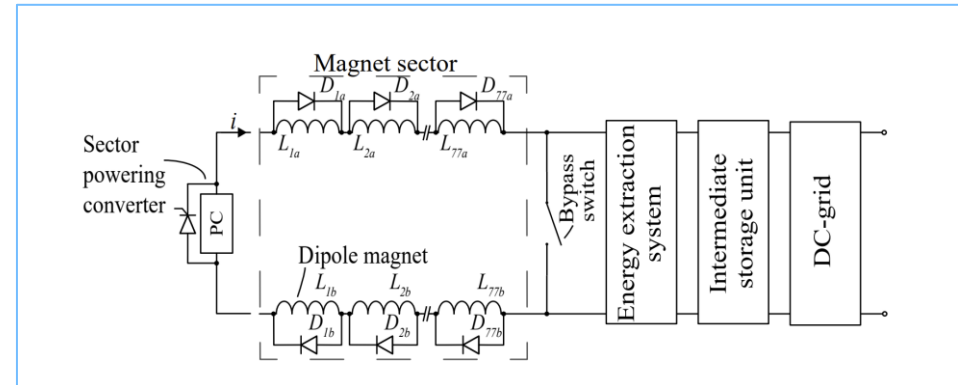 Magnet sector
D1a
D2a
D77a
i
L1a
L2a
L77a
Sector
powering
converter
PC
Bypass
switch
Energy extraction
system
Intermediate
storage unit
DC-grid
Dipole magnet
L1b
L2b
L77b
D1b
D2b
D77b